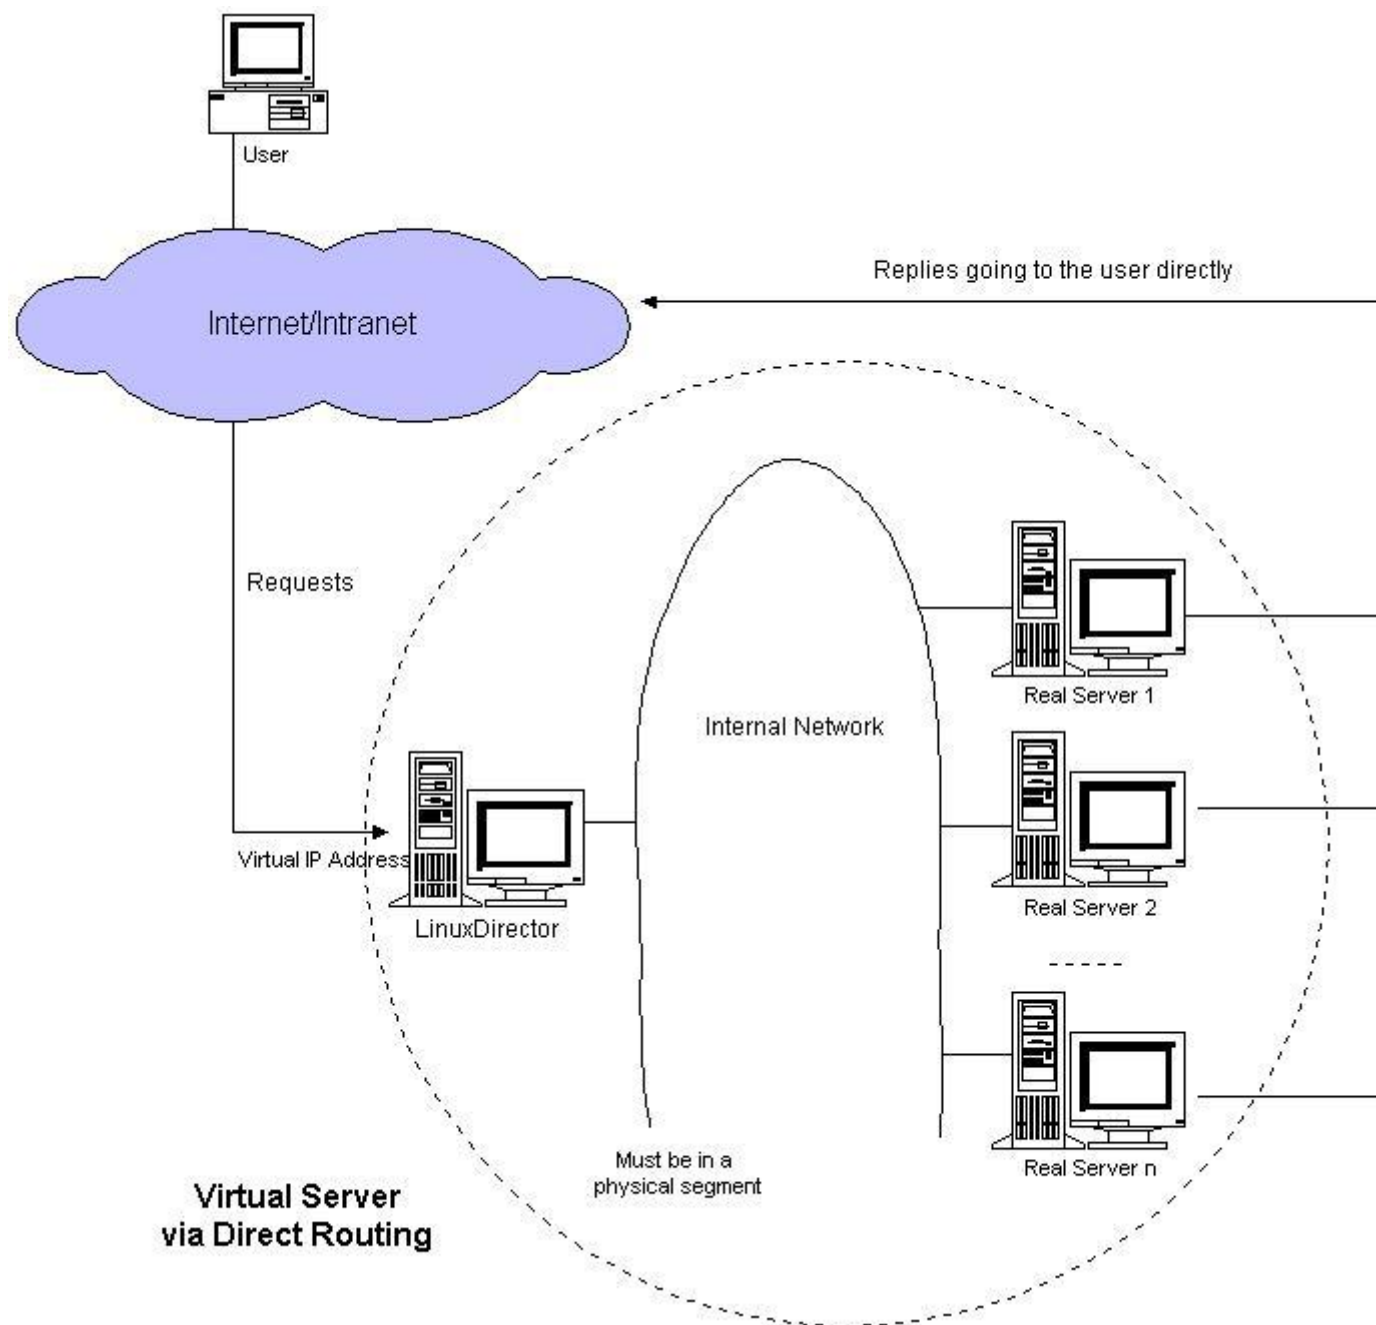 User
Replies going to the user directly
Internet/Intranet
Requests
Real Server 1
Internal Network
Virtual IP Address
LinuxDirector
Real Server 2
Real Server n
Must be in a
physical segment
Virtual Server
via Direct Routing